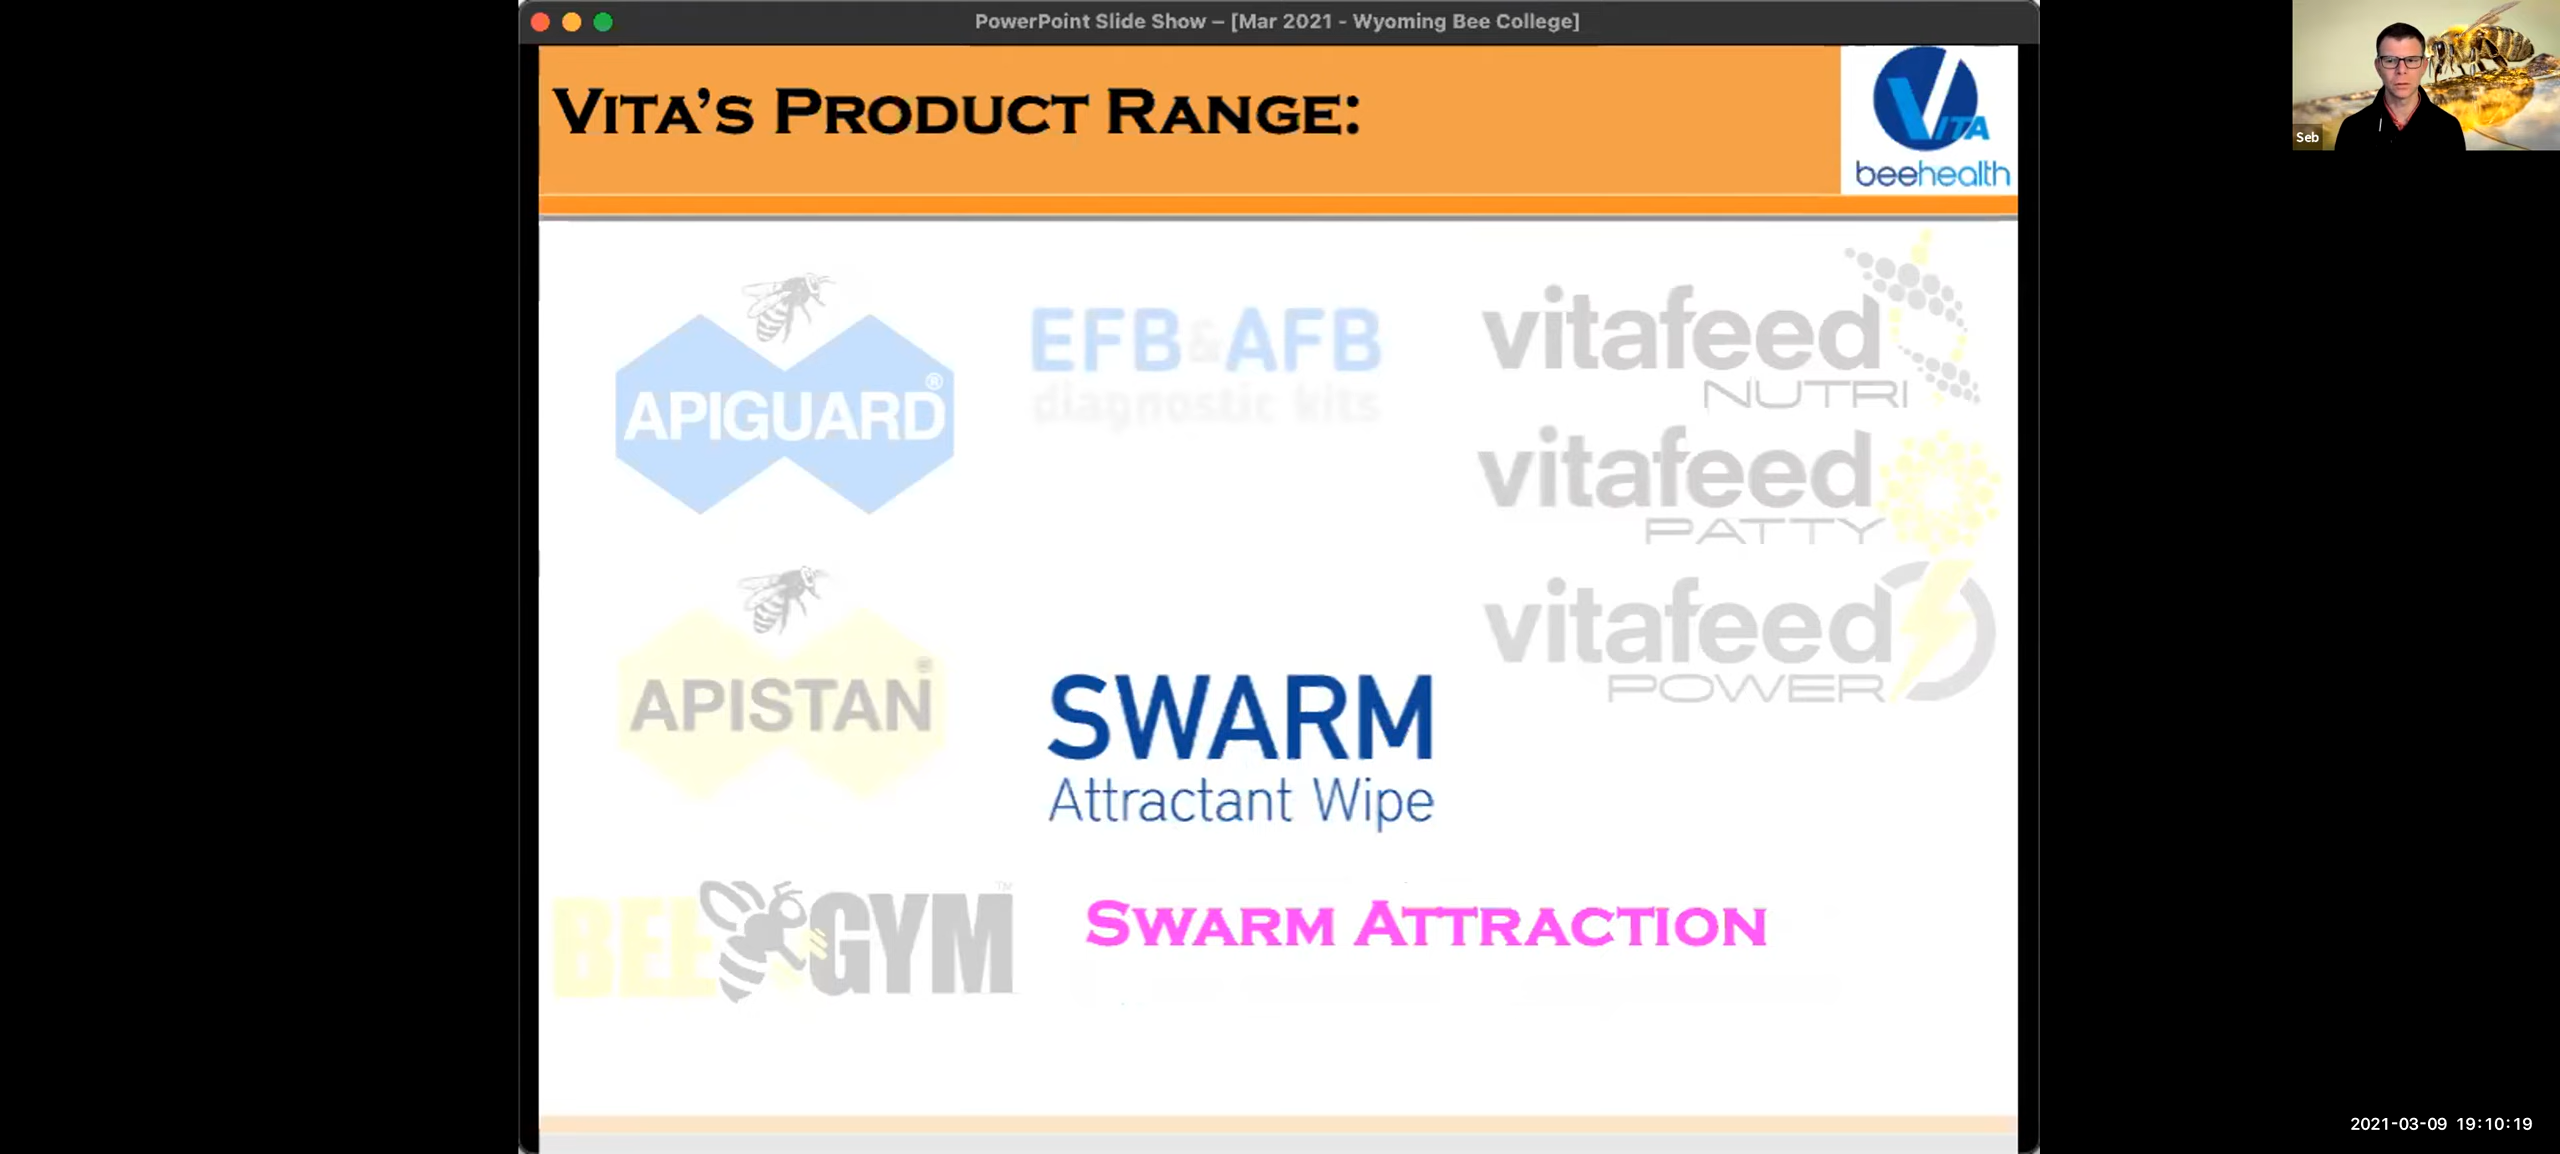 PowerPoint Slide Show – [Mar 2021 - Wyoming Bee College]
Vita's Product Range:
VITA
beehealth
APIGUARD®
EFB & AFB
diagnostic kits
vitafeed
NUTRI
vitafeed
PATTY
vitafeed
POWER
APISTAN®
SWARM
Attractant Wipe
BEE GYM™
Swarm Attraction
Seb
2021-03-09 19:10:19